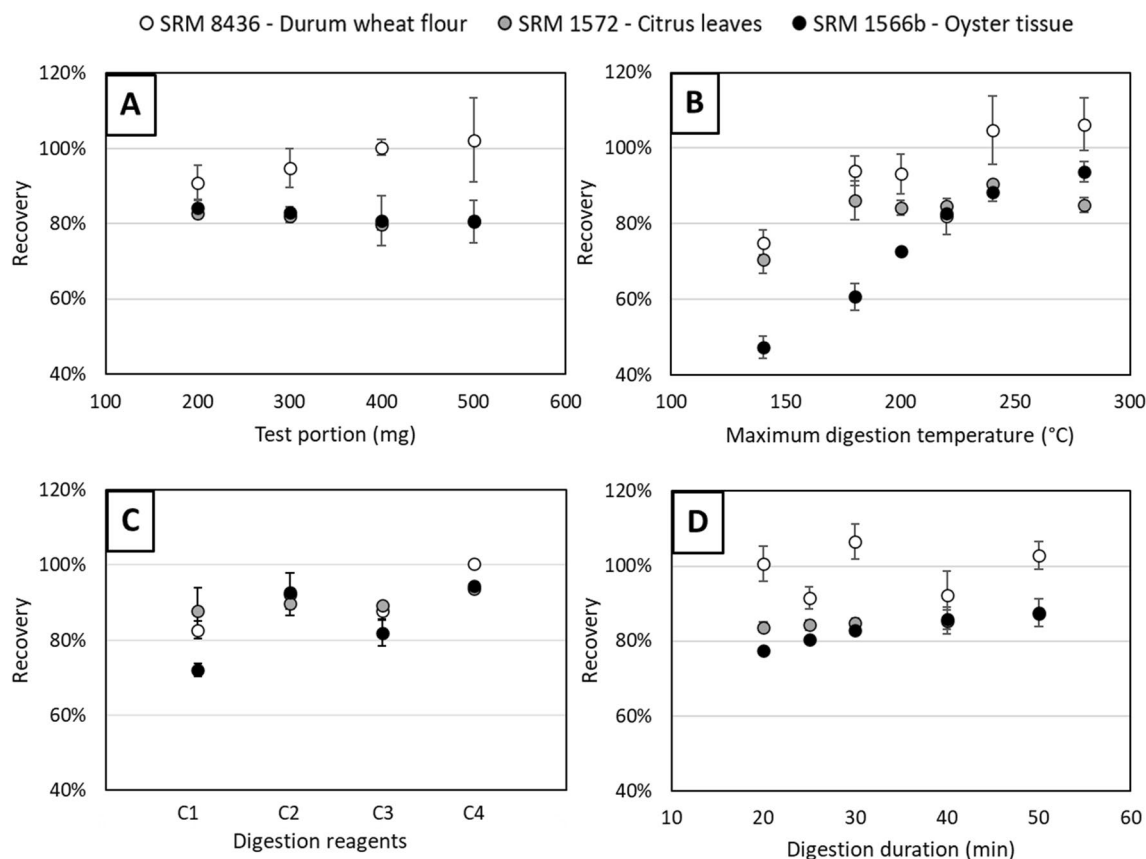 SRM 8436 - Durum wheat flour SRM 1572 - Citrus leaves SRM 1566b - Oyster tissue
A
120%
100%
80%
60%
40%
Recovery
100 200 300 400 500 600
Test portion (mg)
B
120%
100%
80%
60%
40%
Recovery
100 150 200 250 300
Maximum digestion temperature (°C)
C
120%
100%
80%
60%
40%
Recovery
C1 C2 C3 C4
Digestion reagents
D
120%
100%
80%
60%
40%
Recovery
10 20 30 40 50 60
Digestion duration (min)